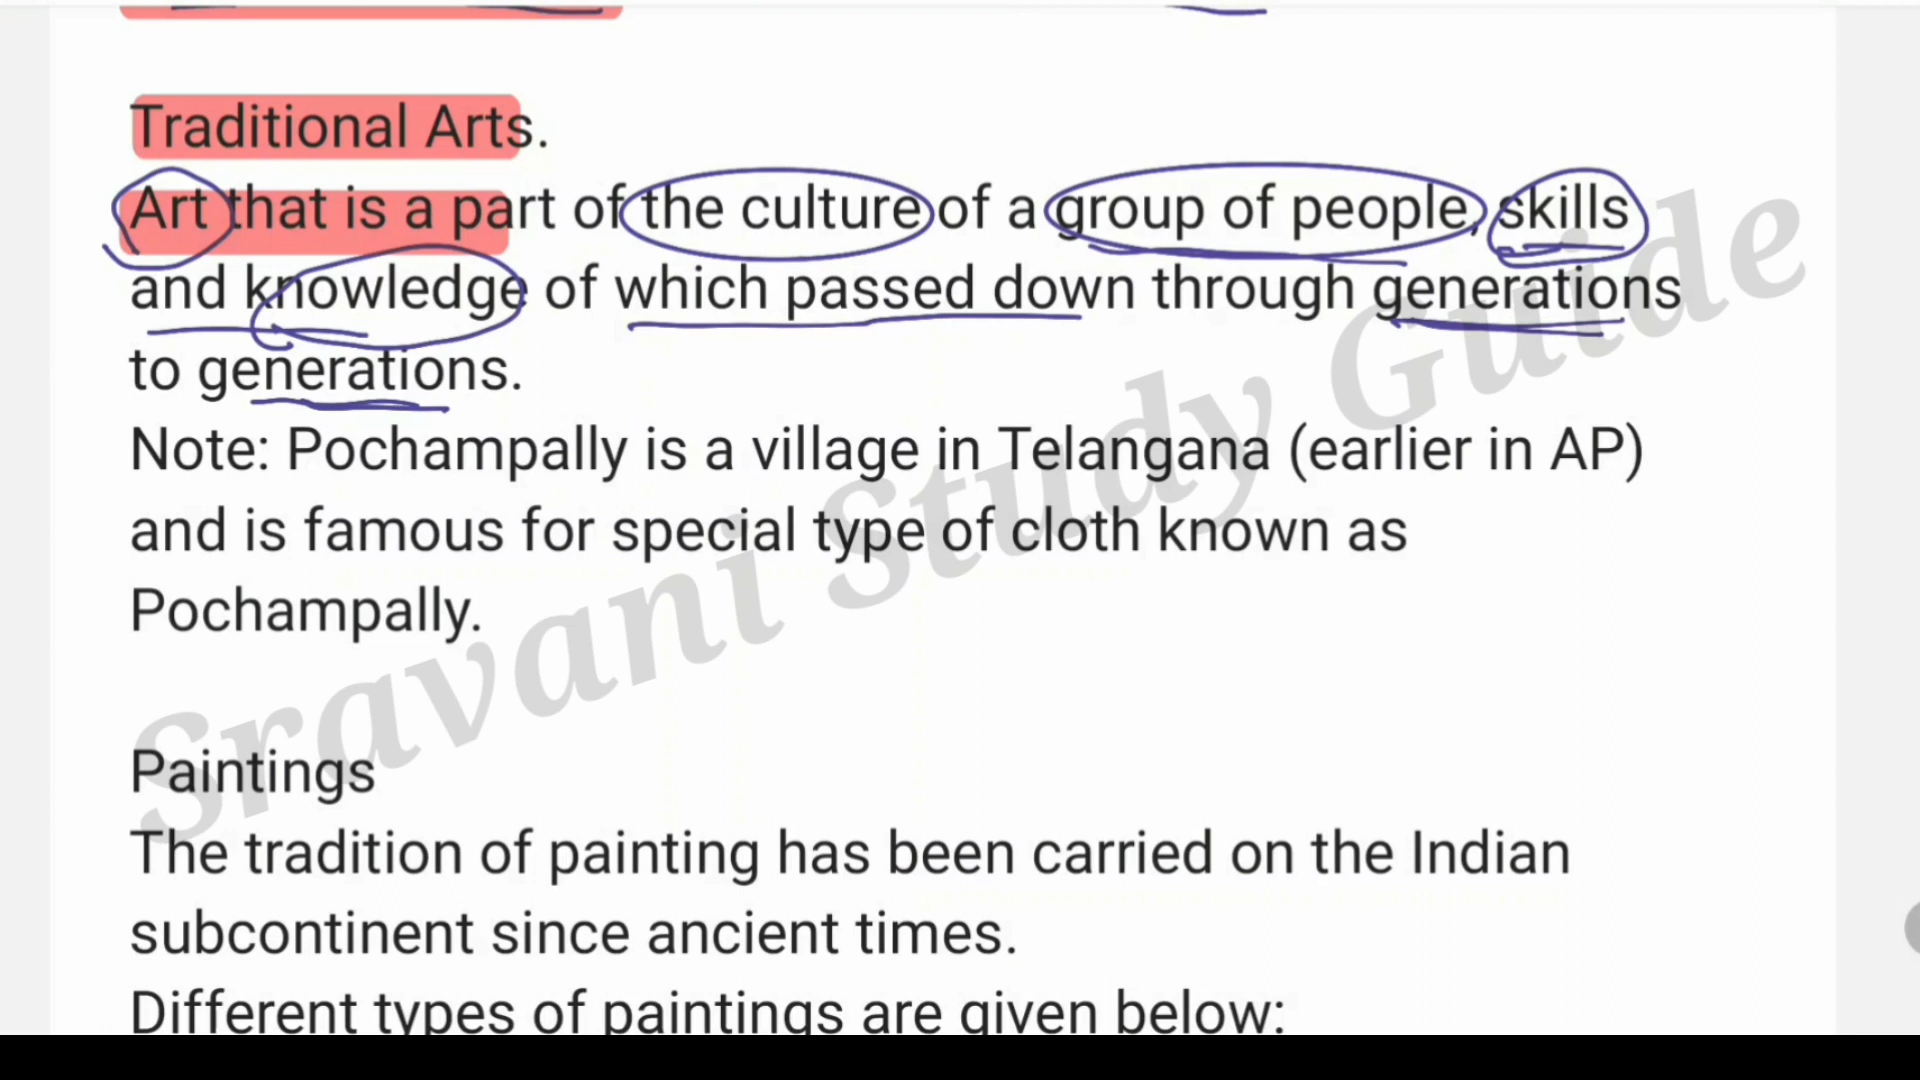 Traditional Arts.
Art that is a part of the culture of a group of people, skills
and knowledge of which passed down through generations
to generations.
Note: Pochampally is a village in Telangana (earlier in AP)
and is famous for special type of cloth known as
Pochampally.
Paintings
The tradition of painting has been carried on the Indian
subcontinent since ancient times.
Different types of paintings are given below:
Sravani Study Guide